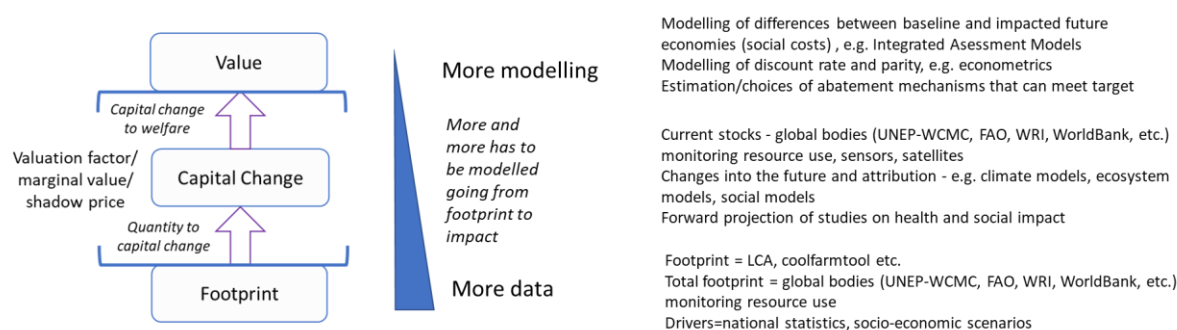 Value
Capital change
to welfare
Valuation factor/
marginal value/
shadow price
Capital Change
Quantity to
capital change
Footprint
More modelling
More and
more has to
be modelled
going from
footprint to
impact
More data
Modelling of differences between baseline and impacted future
economies (social costs) , e.g. Integrated Asessment Models
Modelling of discount rate and parity, e.g. econometrics
Estimation/choices of abatement mechanisms that can meet target
Current stocks - global bodies (UNEP-WCMC, FAO, WRI, WorldBank, etc.)
monitoring resource use, sensors, satellites
Changes into the future and attribution - e.g. climate models, ecosystem
models, social models
Forward projection of studies on health and social impact
Footprint = LCA, coolfarmtool etc.
Total footprint = global bodies (UNEP-WCMC, FAO, WRI, WorldBank, etc.)
monitoring resource use
Drivers=national statistics, socio-economic scenarios